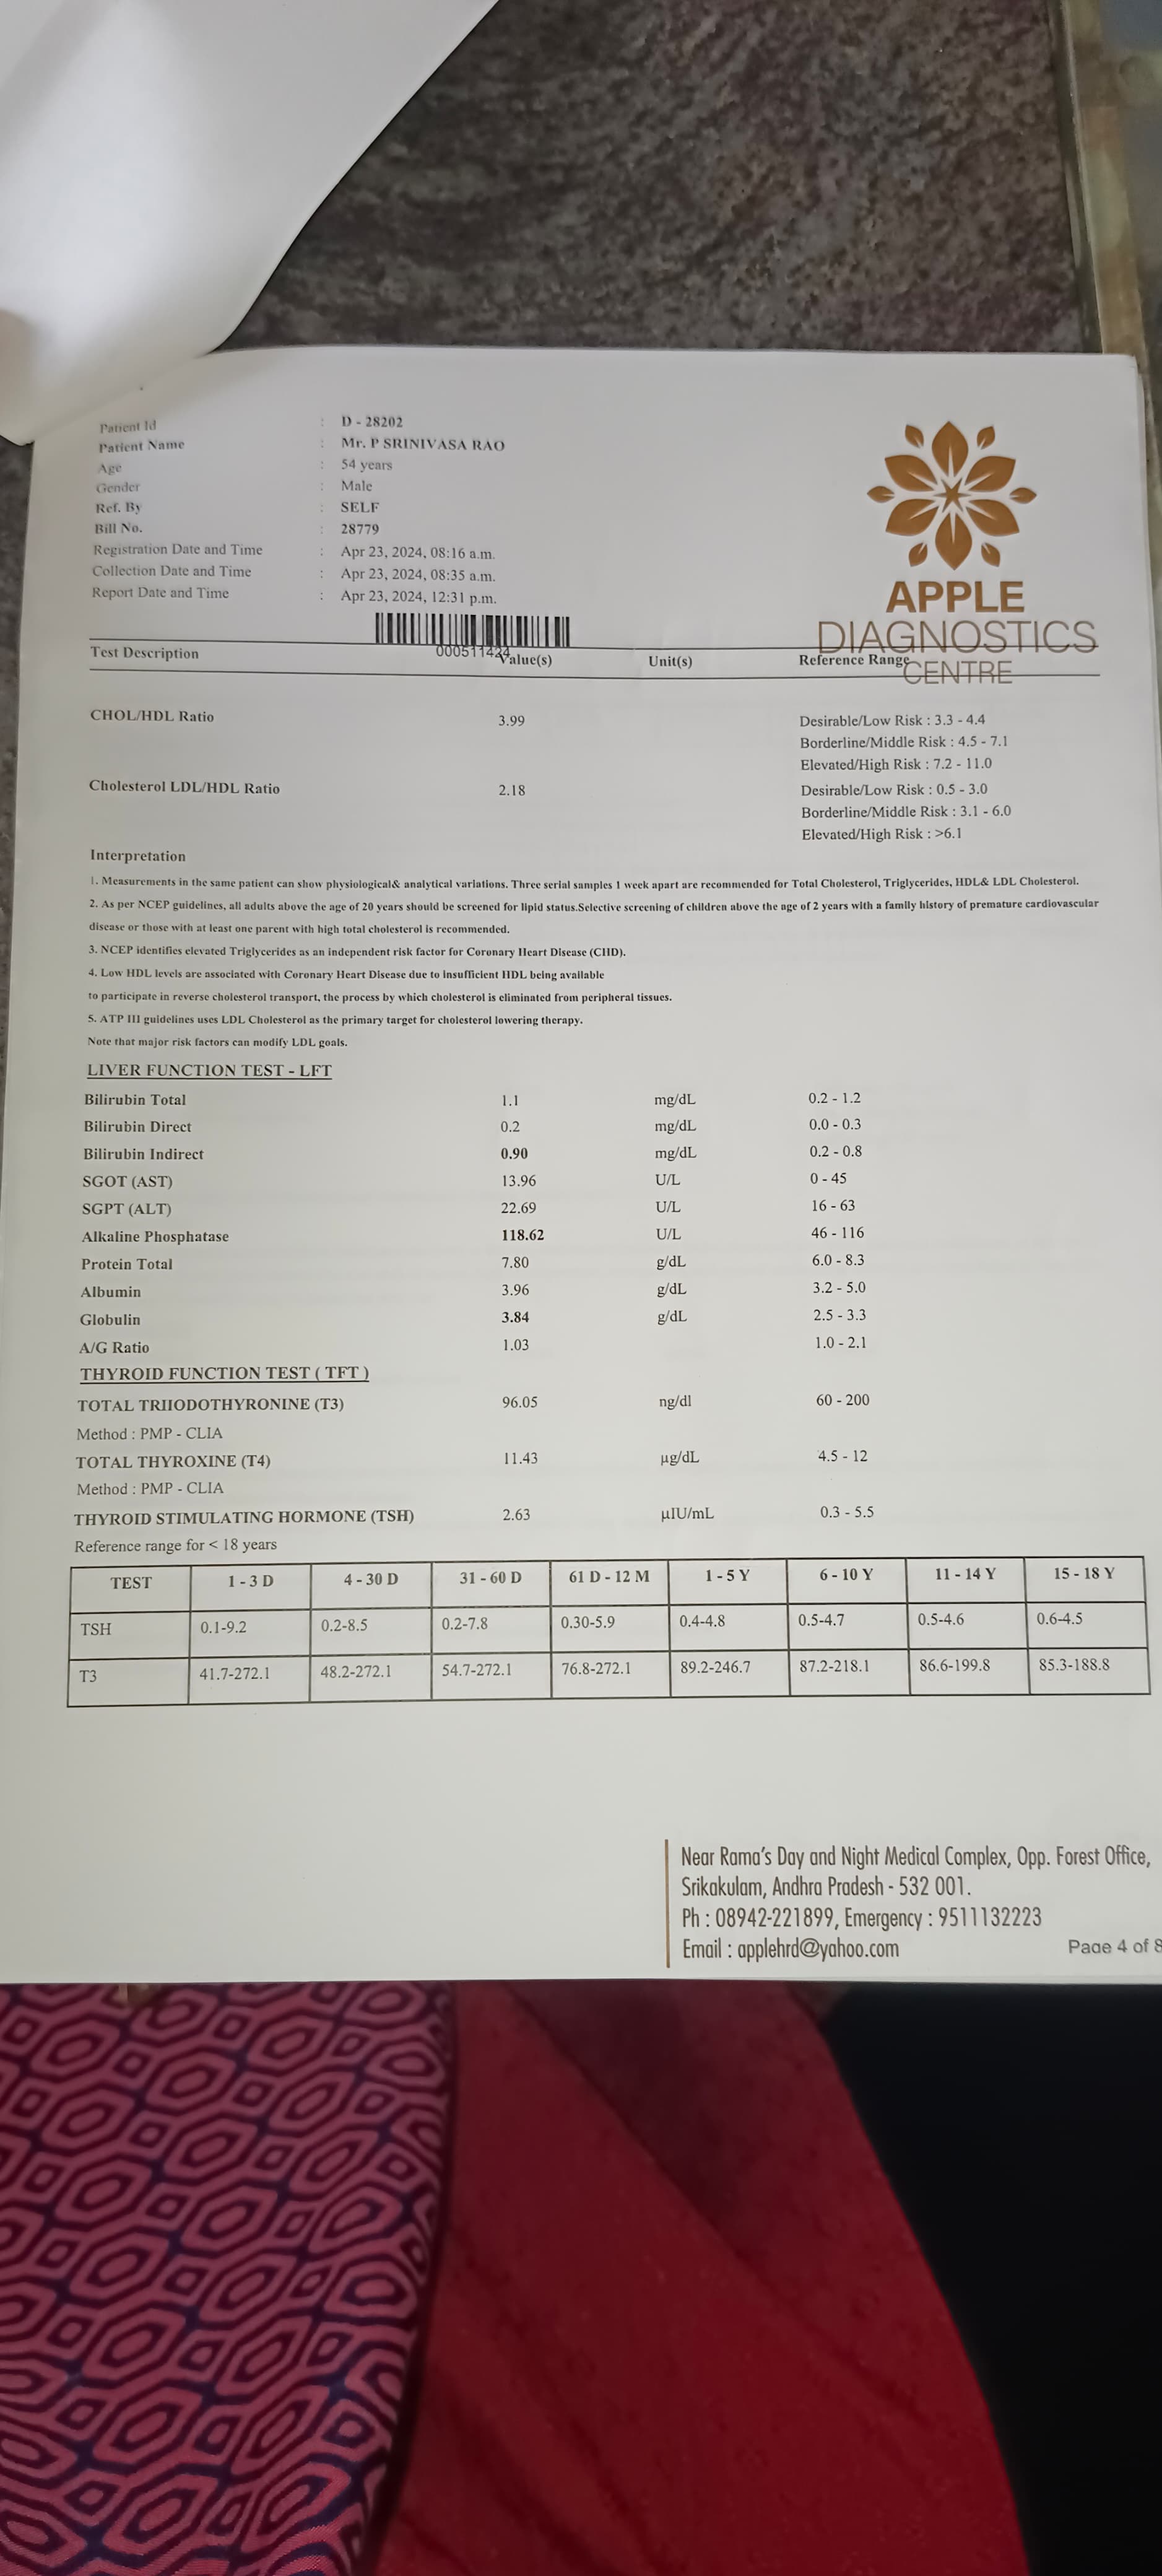 Patient Id : D - 28202
Patient Name : Mr. P SRINIVASA RAO
Age : 54 years
Gender : Male
Ref. By : SELF
Bill No. : 28779
Registration Date and Time : Apr 23, 2024, 08:16 a.m.
Collection Date and Time : Apr 23, 2024, 08:35 a.m.
Report Date and Time : Apr 23, 2024, 12:31 p.m.
APPLE
DIAGNOSTICS
CENTRE
000511424
Test Description Value(s) Unit(s) Reference Range
CHOL/HDL Ratio 3.99 Desirable/Low Risk : 3.3 - 4.4
Borderline/Middle Risk : 4.5 - 7.1
Elevated/High Risk : 7.2 - 11.0
Cholesterol LDL/HDL Ratio 2.18 Desirable/Low Risk : 0.5 - 3.0
Borderline/Middle Risk : 3.1 - 6.0
Elevated/High Risk : >6.1
Interpretation
1. Measurements in the same patient can show physiological& analytical variations. Three serial samples 1 week apart are recommended for Total Cholesterol, Triglycerides, HDL& LDL Cholesterol.
2. As per NCEP guidelines, all adults above the age of 20 years should be screened for lipid status.Selective screening of children above the age of 2 years with a family history of premature cardiovascular
disease or those with at least one parent with high total cholesterol is recommended.
3. NCEP identifies elevated Triglycerides as an independent risk factor for Coronary Heart Disease (CHD).
4. Low HDL levels are associated with Coronary Heart Disease due to insufficient HDL being available
to participate in reverse cholesterol transport, the process by which cholesterol is eliminated from peripheral tissues.
5. ATP III guidelines uses LDL Cholesterol as the primary target for cholesterol lowering therapy.
Note that major risk factors can modify LDL goals.
LIVER FUNCTION TEST - LFT
Bilirubin Total 1.1 mg/dL 0.2 - 1.2
Bilirubin Direct 0.2 mg/dL 0.0 - 0.3
Bilirubin Indirect 0.90 mg/dL 0.2 - 0.8
SGOT (AST) 13.96 U/L 0 - 45
SGPT (ALT) 22.69 U/L 16 - 63
Alkaline Phosphatase 118.62 U/L 46 - 116
Protein Total 7.80 g/dL 6.0 - 8.3
Albumin 3.96 g/dL 3.2 - 5.0
Globulin 3.84 g/dL 2.5 - 3.3
A/G Ratio 1.03 1.0 - 2.1
THYROID FUNCTION TEST ( TFT )
TOTAL TRIIODOTHYRONINE (T3) 96.05 ng/dl 60 - 200
Method : PMP - CLIA
TOTAL THYROXINE (T4) 11.43 µg/dL 4.5 - 12
Method : PMP - CLIA
THYROID STIMULATING HORMONE (TSH) 2.63 µIU/mL 0.3 - 5.5
Reference range for < 18 years
TEST 1 - 3 D 4 - 30 D 31 - 60 D 61 D - 12 M 1 - 5 Y 6 - 10 Y 11 - 14 Y 15 - 18 Y
TSH 0.1-9.2 0.2-8.5 0.2-7.8 0.30-5.9 0.4-4.8 0.5-4.7 0.5-4.6 0.6-4.5
T3 41.7-272.1 48.2-272.1 54.7-272.1 76.8-272.1 89.2-246.7 87.2-218.1 86.6-199.8 85.3-188.8
Near Rama's Day and Night Medical Complex, Opp. Forest Office,
Srikakulam, Andhra Pradesh - 532 001.
Ph : 08942-221899, Emergency : 9511132223
Email : applehrd@yahoo.com
Page 4 of 8